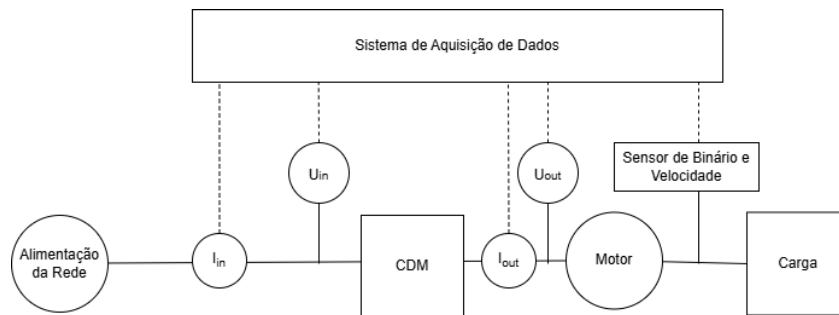 Sistema de Aquisição de Dados
Sensor de Binário e
Velocidade
Uin
Uout
Alimentação
da Rede
Iin
CDM
Iout
Motor
Carga